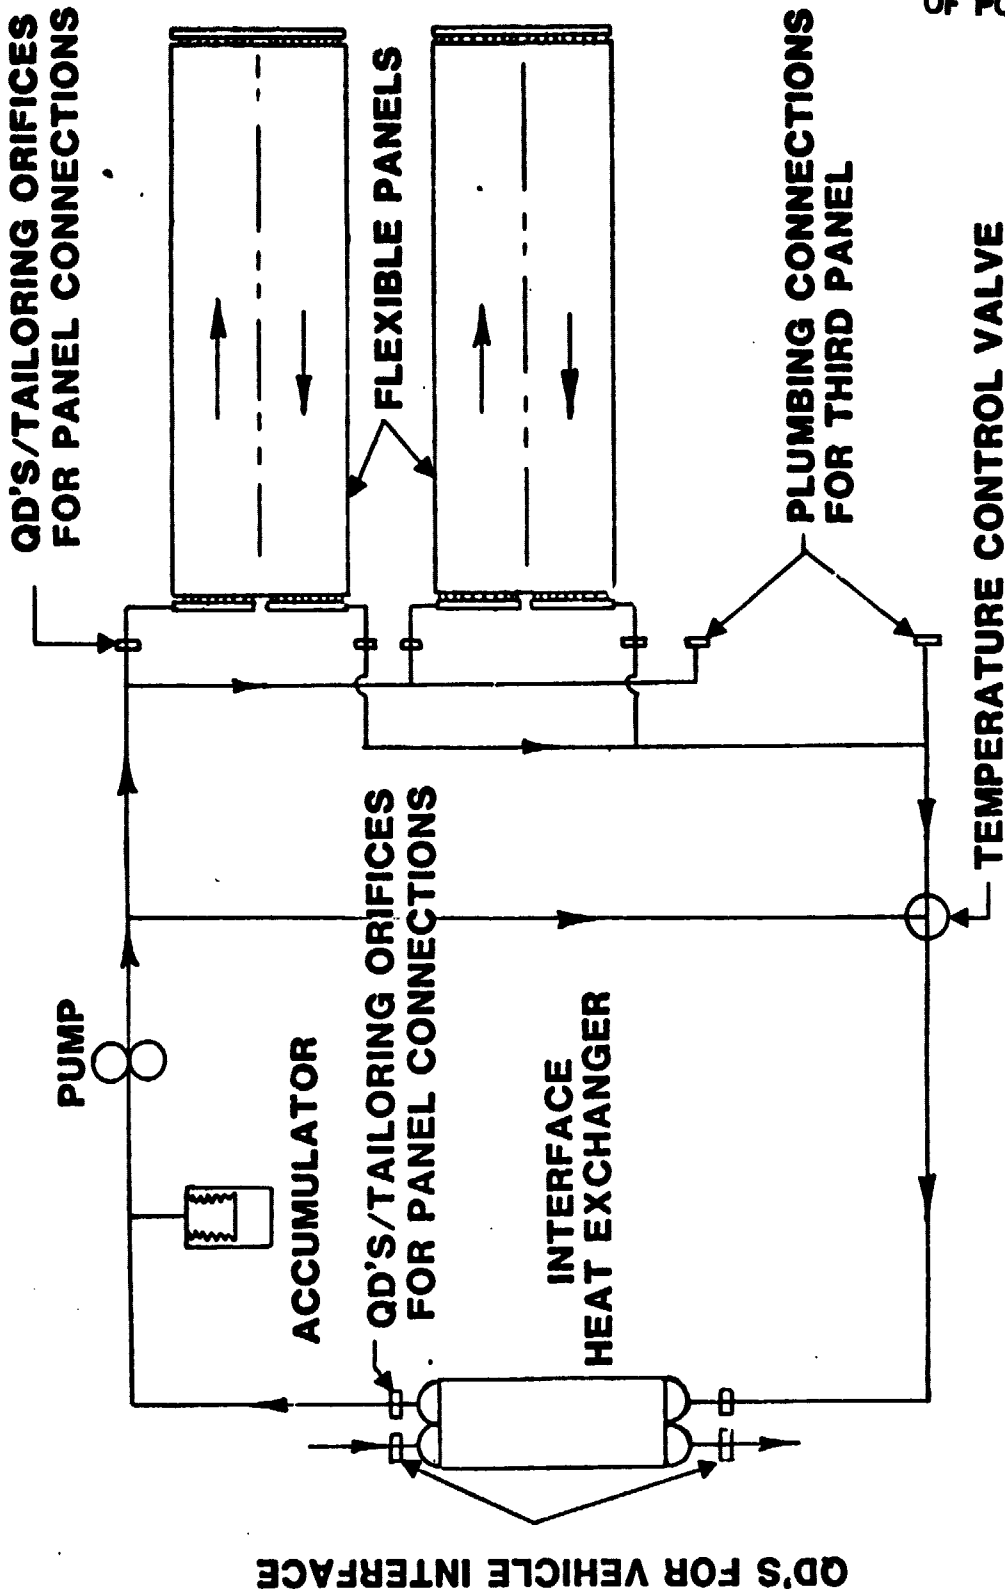 QD'S/TAILORING ORIFICES
FOR PANEL CONNECTIONS
FLEXIBLE PANELS
PLUMBING CONNECTIONS
FOR THIRD PANEL
TEMPERATURE CONTROL VALVE
PUMP
ACCUMULATOR
QD'S/TAILORING ORIFICES
FOR PANEL CONNECTIONS
INTERFACE
HEAT EXCHANGER
QD'S FOR VEHICLE INTERFACE
OF